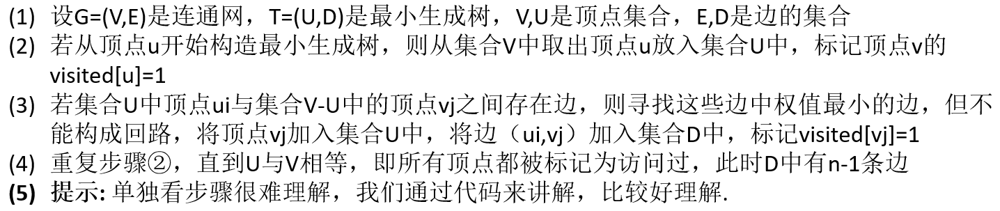 (1) 设G=(V,E)是连通网，T=(U,D)是最小生成树，V,U是顶点集合，E,D是边的集合
(2) 若从顶点u开始构造最小生成树，则从集合V中取出顶点u放入集合U中，标记顶点v的
visited[u]=1
(3) 若集合U中顶点ui与集合V-U中的顶点vj之间存在边，则寻找这些边中权值最小的边，但不
能构成回路，将顶点vj加入集合U中，将边（ui,vj）加入集合D中，标记visited[vj]=1
(4) 重复步骤②，直到U与V相等，即所有顶点都被标记为访问过，此时D中有n-1条边
(5) 提示: 单独看步骤很难理解，我们通过代码来讲解，比较好理解.